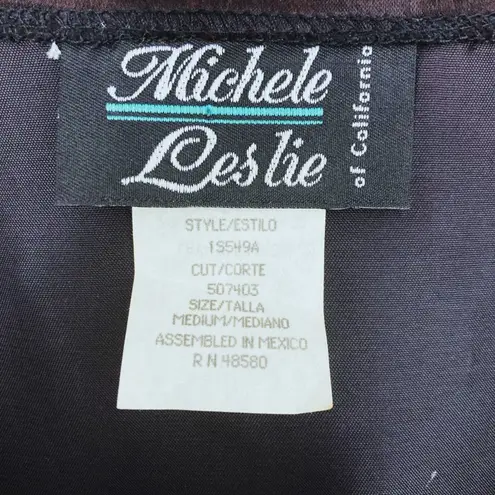 Michele
Leslie
of California
STYLE/ESTILO
1S549A
CUT/CORTE
507403
SIZE/TALLA
MEDIUM/MEDIANO
ASSEMBLED IN MEXICO
R N 48580